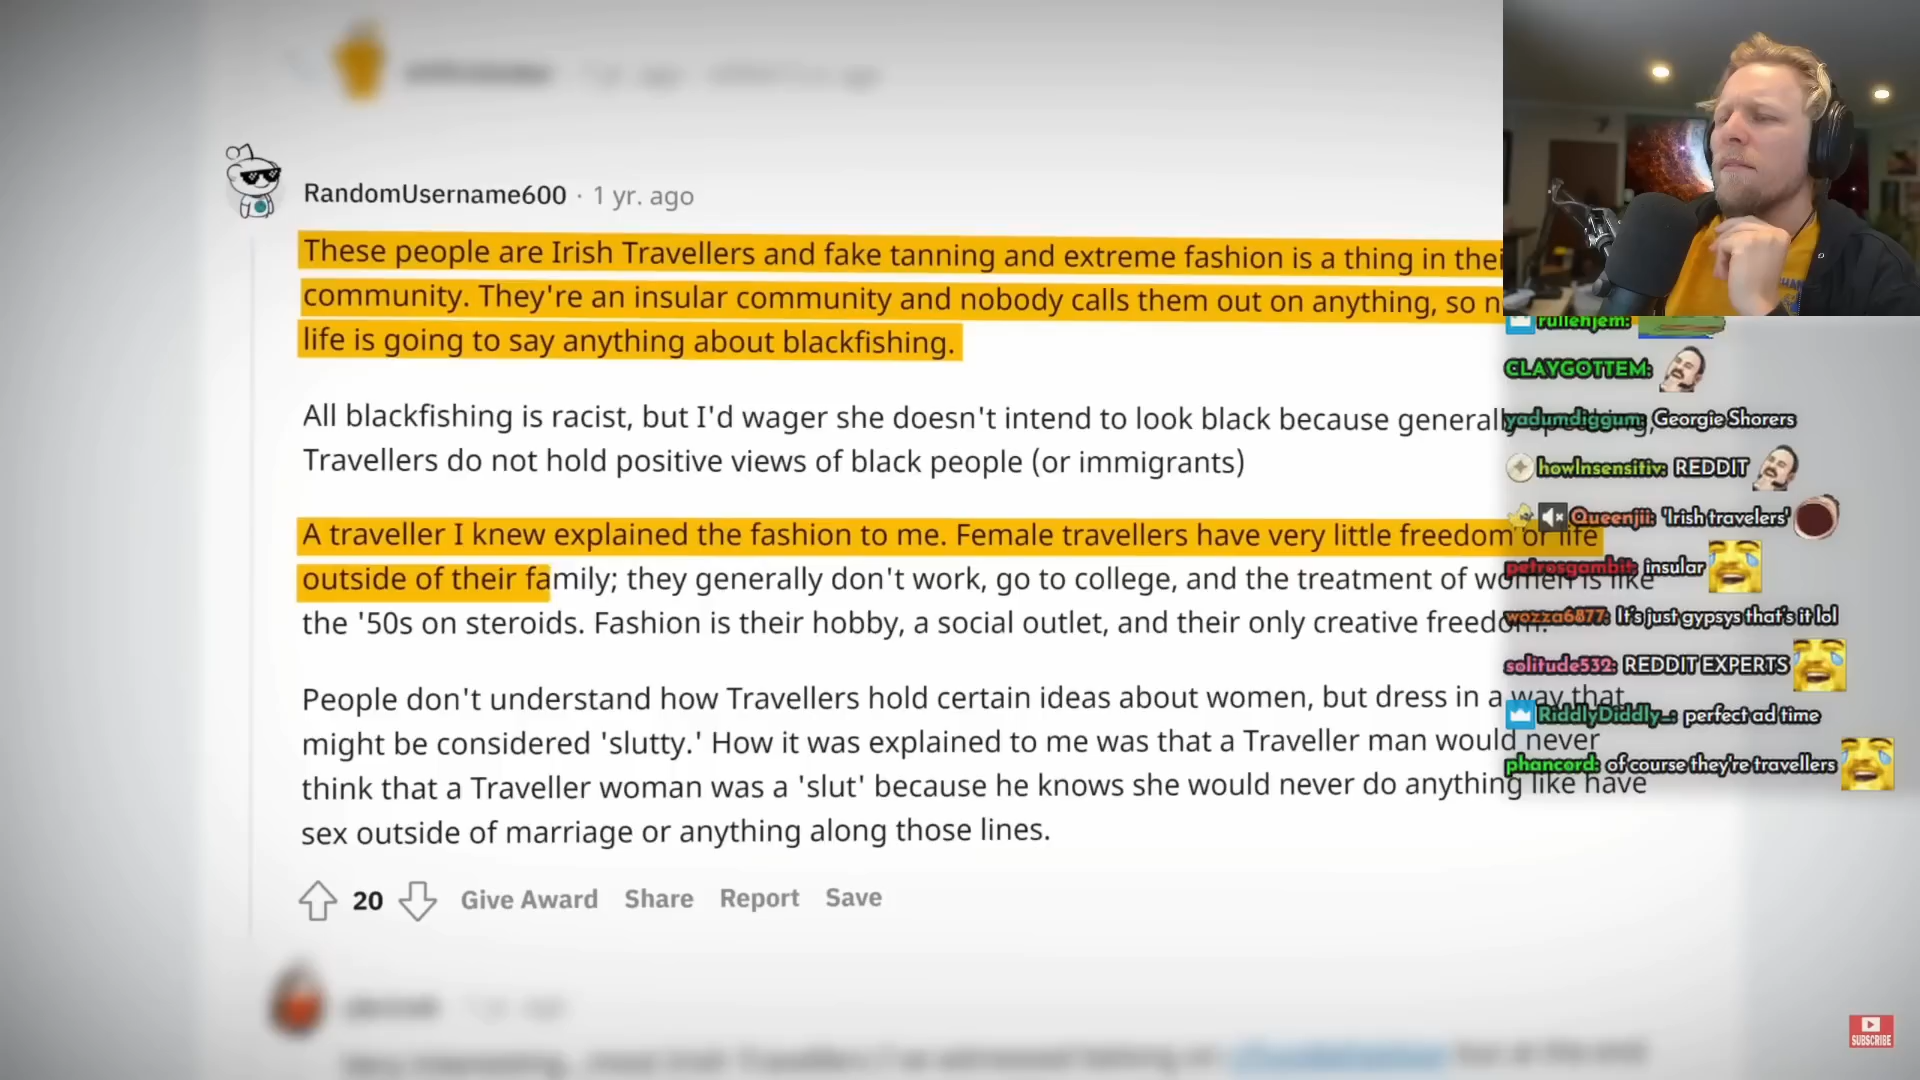 RandomUsername600 · 1 yr. ago
These people are Irish Travellers and fake tanning and extreme fashion is a thing in thei
community. They're an insular community and nobody calls them out on anything, so n
life is going to say anything about blackfishing.
All blackfishing is racist, but I'd wager she doesn't intend to look black because generally
Travellers do not hold positive views of black people (or immigrants)
A traveller I knew explained the fashion to me. Female travellers have very little freedom or life
outside of their family; they generally don't work, go to college, and the treatment of women is like
the '50s on steroids. Fashion is their hobby, a social outlet, and their only creative freedom.
People don't understand how Travellers hold certain ideas about women, but dress in a way that
might be considered 'slutty.' How it was explained to me was that a Traveller man would never
think that a Traveller woman was a 'slut' because he knows she would never do anything like have
sex outside of marriage or anything along those lines.
20 Give Award Share Report Save
rullehjem:
CLAYGOTTEM:
yadumdiggum: Georgie Shorers
howInsensitiv: REDDIT
Queenjii: 'Irish travelers'
petrosgambit: insular
wozza6877: It's just gypsys that's it lol
solitude532: REDDIT EXPERTS
RiddlyDiddly_: perfect ad time
phancord: of course they're travellers
SUBSCRIBE